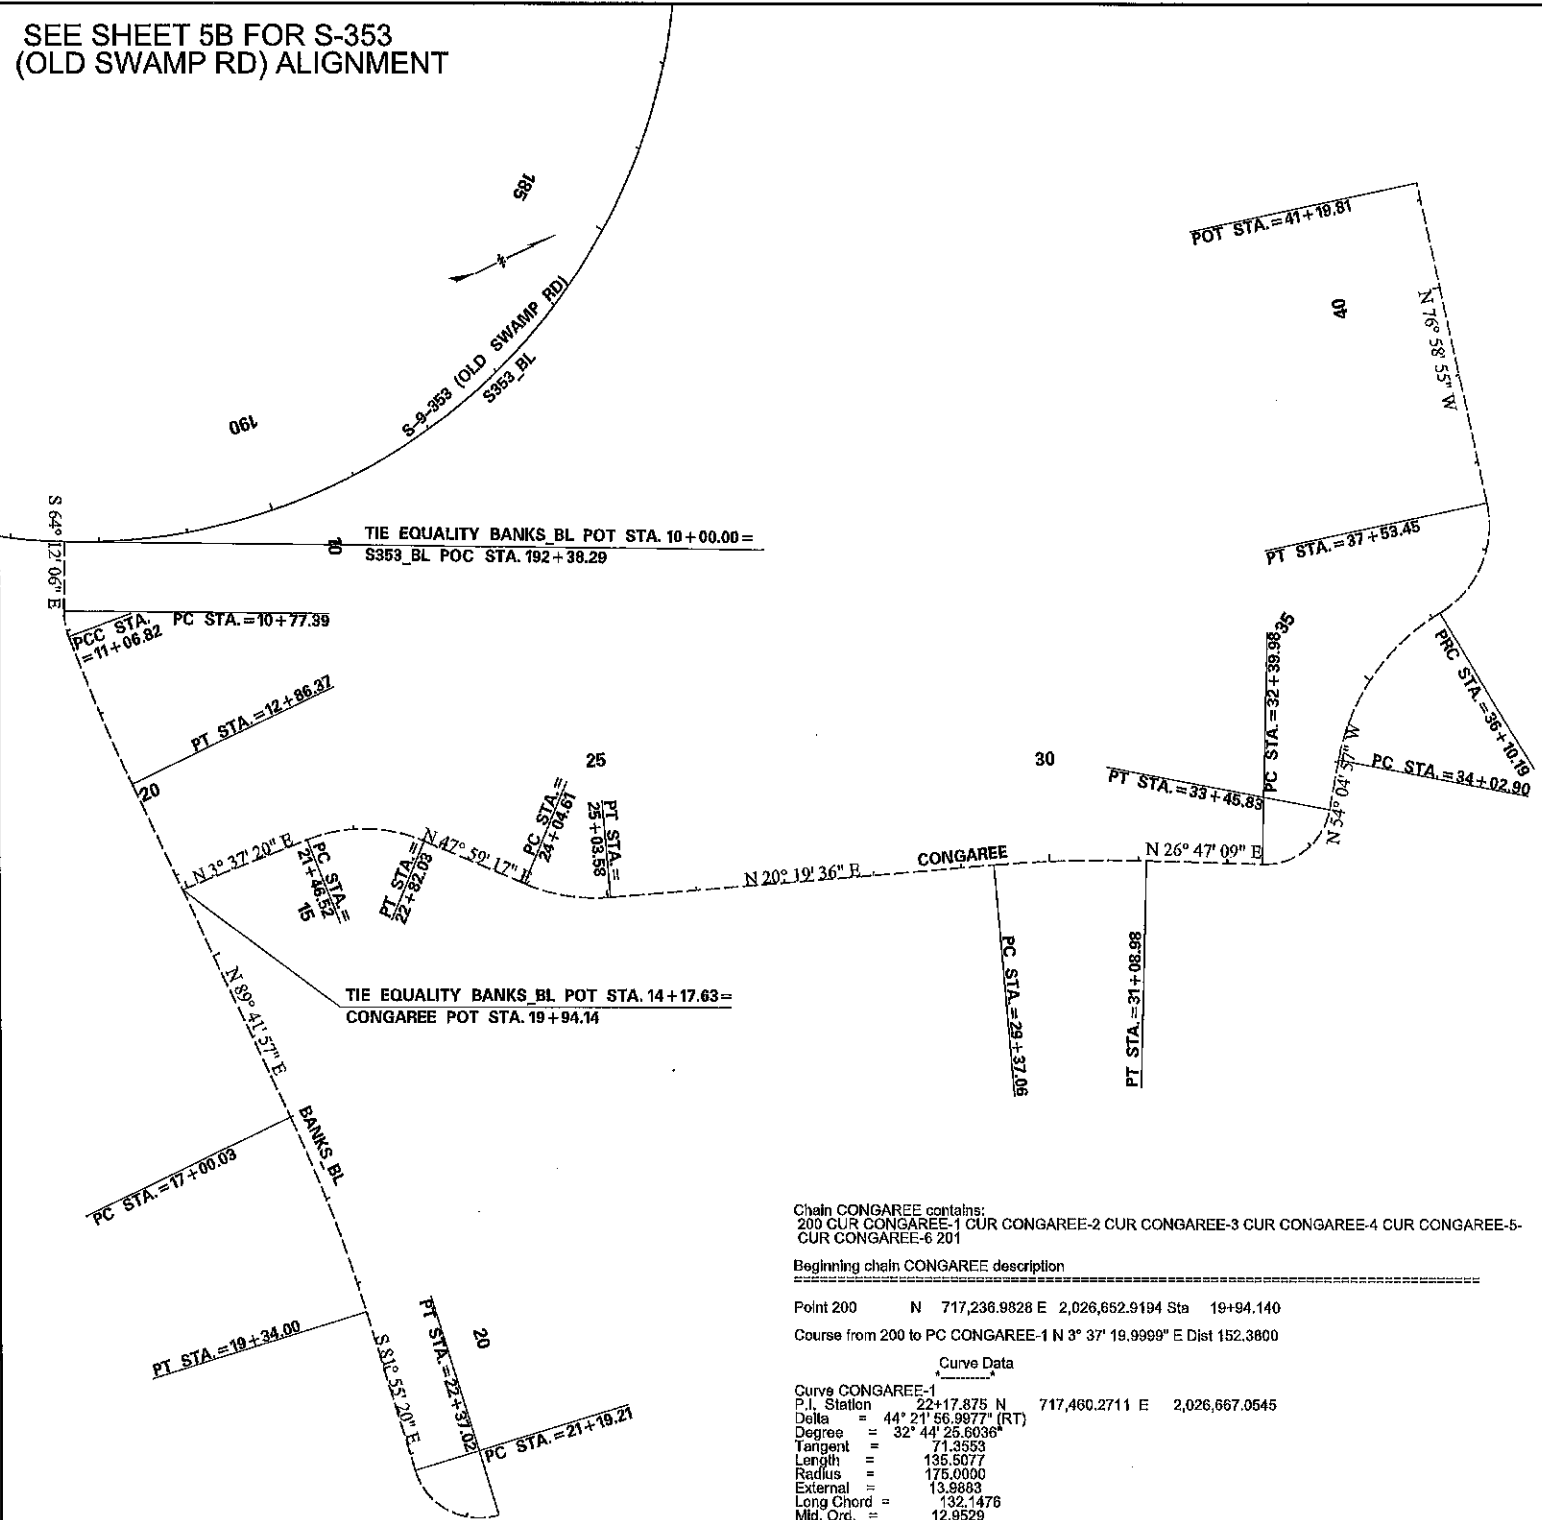 SEE SHEET 5B FOR S-353
(OLD SWAMP RD) ALIGNMENT
185
POT STA.=41+19.81
40
N 76° 58' 55" W
S-9-353 (OLD SWAMP RD)
S353_BL
190
S 64° 12' 06" E
10
TIE EQUALITY BANKS_BL POT STA. 10+00.00=
S353_BL POC STA. 192+38.29
PT STA.=37+53.45
PC STA.=10+77.39
PCC STA.
=11+06.82
35
PC STA.=32+39.98
PRC STA.=36+10.19
PT STA.=12+86.37
20
25
30
PT STA.=33+45.83
N 54° 04' 57" W
PC STA.=34+02.90
N 3° 37' 20" E
PC STA.=
21+46.52
15
PT STA.=
22+82.03
N 47° 59' 17" E
PC STA.=
24+04.61
PT STA.=
25+03.58
N 20° 19' 36" E
CONGAREE
N 26° 47' 09" E
PC STA.=29+37.06
PT STA.=31+08.98
TIE EQUALITY BANKS_BL POT STA. 14+17.63=
CONGAREE POT STA. 19+94.14
N 89° 41' 57" E
BANKS_BL
PC STA.=17+00.03
PT STA.=19+34.00
S 81° 55' 20" E
PT STA.=22+37.02
20
PC STA.=21+19.21
Chain CONGAREE contains:
200 CUR CONGAREE-1 CUR CONGAREE-2 CUR CONGAREE-3 CUR CONGAREE-4 CUR CONGAREE-5-
CUR CONGAREE-6 201
Beginning chain CONGAREE description
Point 200 N 717,236.9828 E 2,026,652.9194 Sta 19+94.140
Course from 200 to PC CONGAREE-1 N 3° 37' 19.9999" E Dist 152.3800
Curve Data
*----------*
Curve CONGAREE-1
P.I. Station 22+17.875 N 717,460.2711 E 2,026,667.0545
Delta = 44° 21' 56.9977" (RT)
Degree = 32° 44' 25.6036"
Tangent = 71.3553
Length = 135.5077
Radius = 175.0000
External = 13.9883
Long Chord = 132.1476
Mid. Ord. = 12.9529